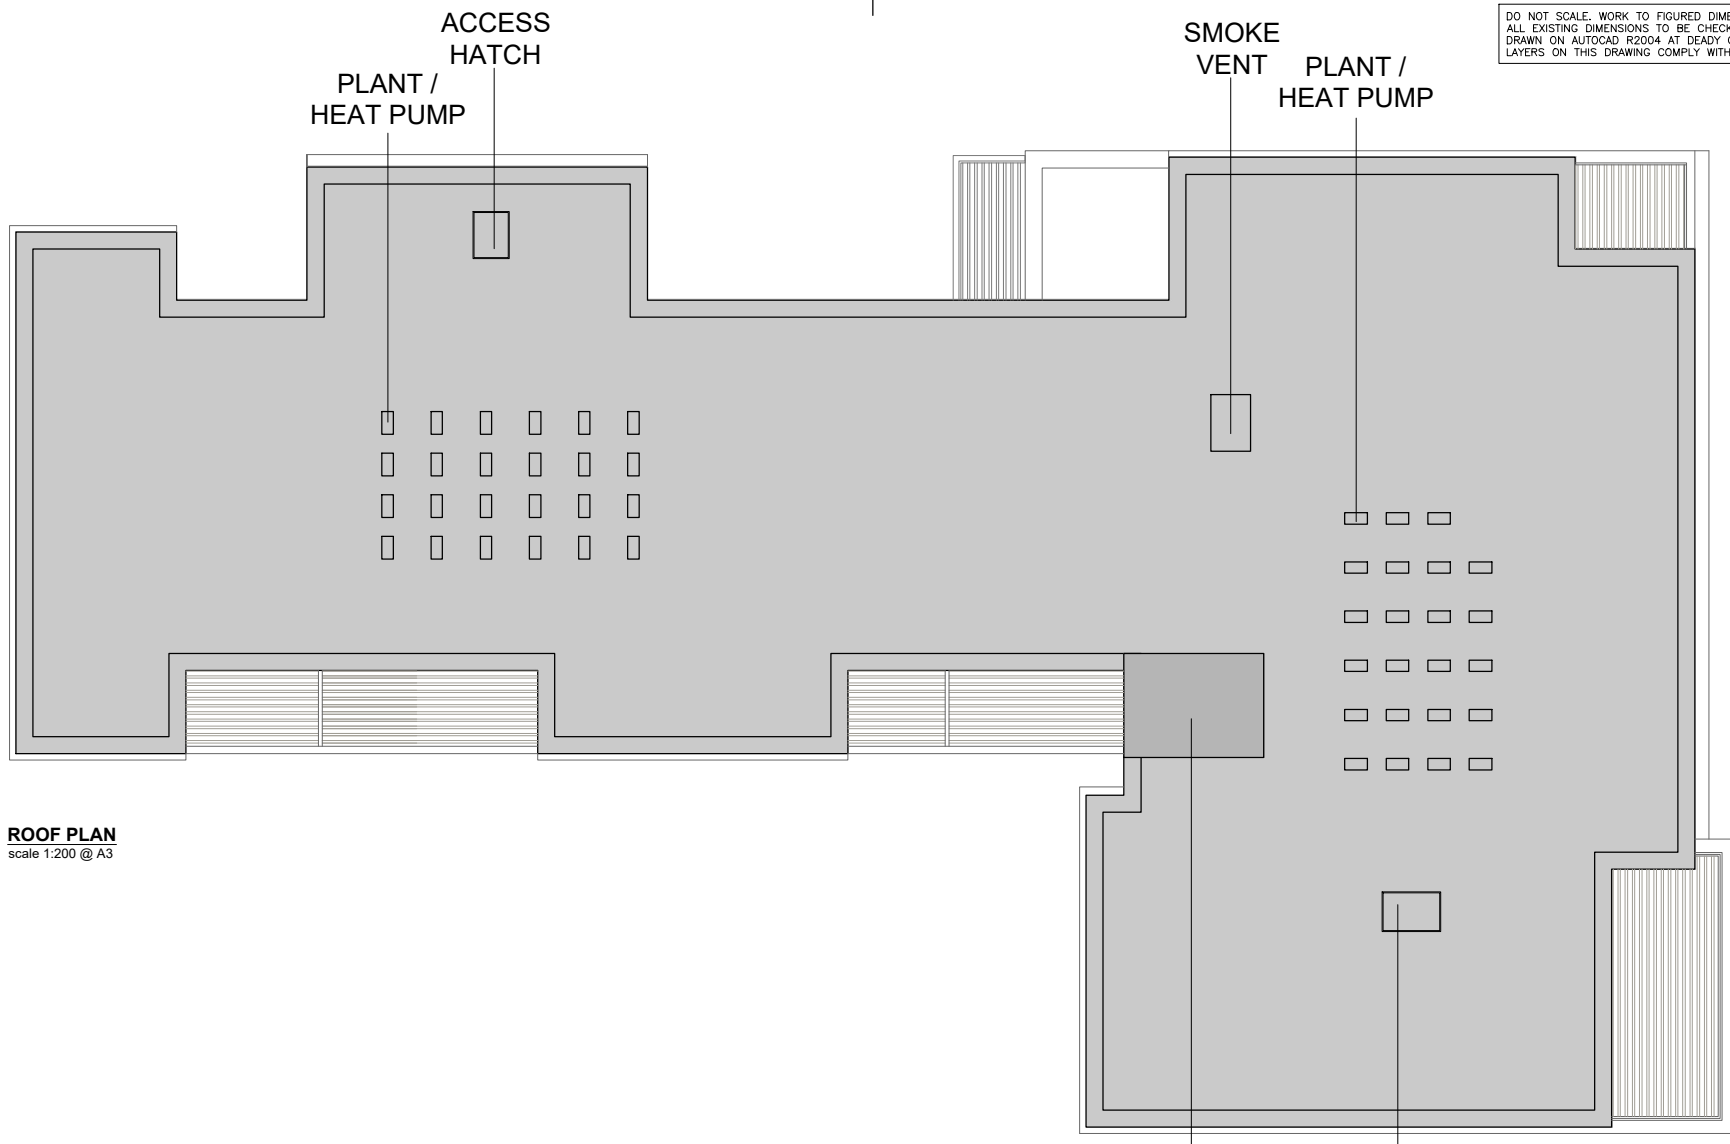 ACCESS
HATCH
PLANT /
HEAT PUMP
SMOKE
VENT
PLANT /
HEAT PUMP
DO NOT SCALE. WORK TO FIGURED
ALL EXISTING DIMENSIONS TO BE
DRAWN ON AUTOCAD R2004 AT DEADY
LAYERS ON THIS DRAWING COMPLY WITH
ROOF PLAN
scale 1:200 @ A3